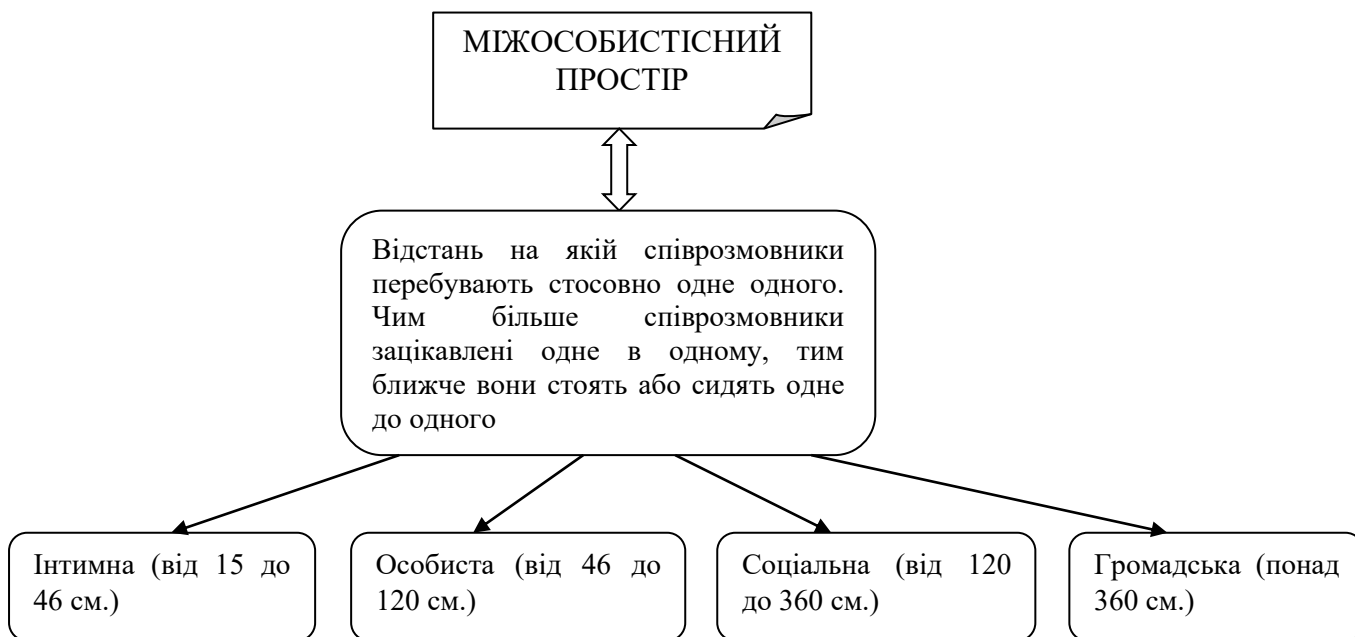 МІЖОСОБИСТІСНИЙ
ПРОСТІР
Відстань на якій співрозмовники
перебувають стосовно одне одного.
Чим більше співрозмовники
зацікавлені одне в одному, тим
ближче вони стоять або сидять одне
до одного
Інтимна (від 15 до
46 см.)
Особиста (від 46 до
120 см.)
Соціальна (від 120
до 360 см.)
Громадська (понад
360 см.)